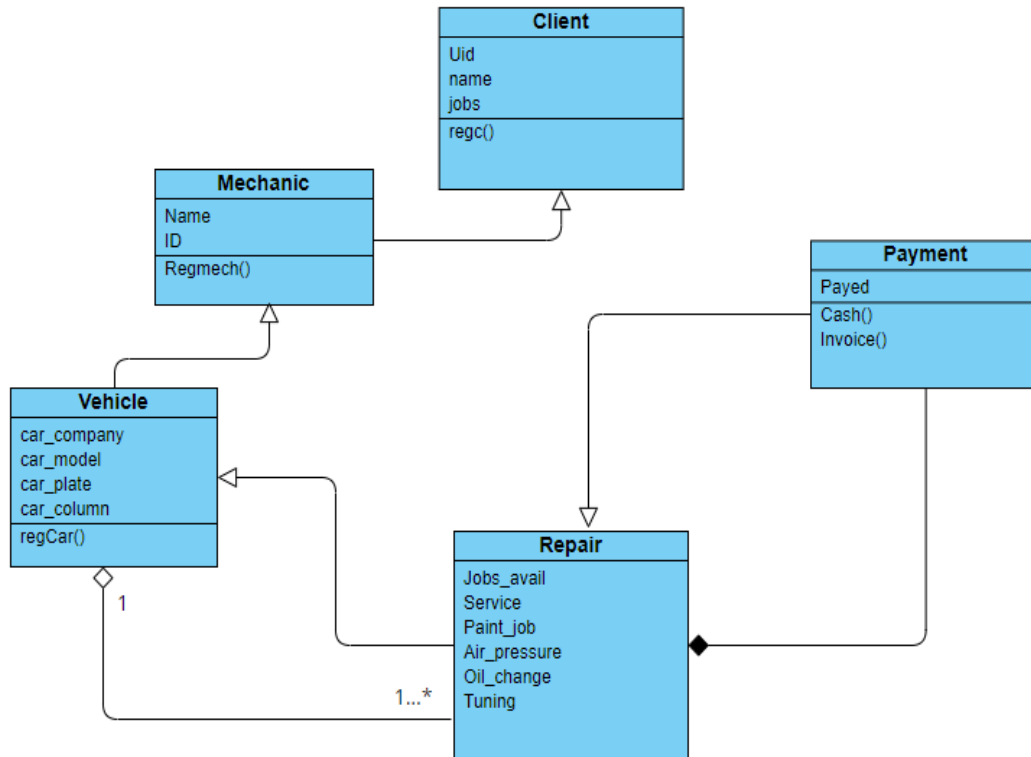 Client
Uid
name
jobs
regc()
Mechanic
Name
ID
Regmech()
Payment
Payed
Cash()
Invoice()
Vehicle
car_company
car_model
car_plate
car_column
regCar()
1
1...*
Repair
Jobs_avail
Service
Paint_job
Air_pressure
Oil_change
Tuning